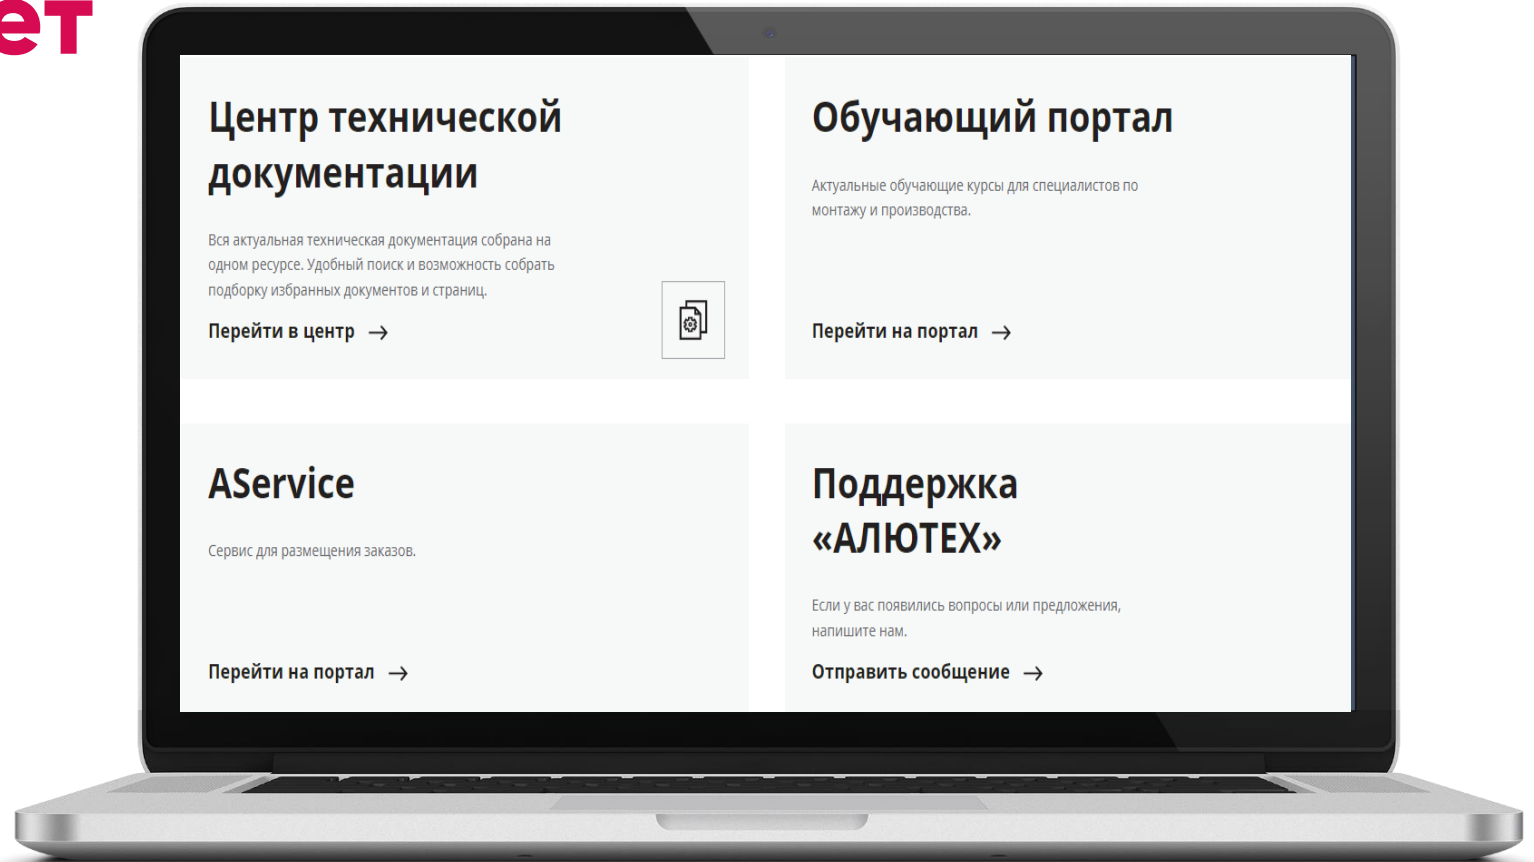 Центр технической
документации
Вся актуальная техническая документация собрана на
одном ресурсе. Удобный поиск и возможность собрать
подборку избранных документов и страниц.
Перейти в центр
Обучающий портал
Актуальные обучающие курсы для специалистов по
монтажу и производства.
Перейти на портал
AService
Сервис для размещения заказов.
Перейти на портал
Поддержка
«АЛЮТЕХ»
Если у вас появились вопросы или предложения,
напишите нам.
Отправить сообщение